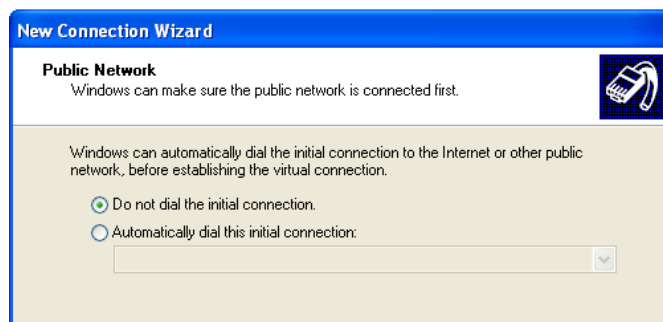 New Connection Wizard
Public Network
Windows can make sure the public network is connected first.
Windows can automatically dial the initial connection to the Internet or other public
network, before establishing the virtual connection.
Do not dial the initial connection.
Automatically dial this initial connection: